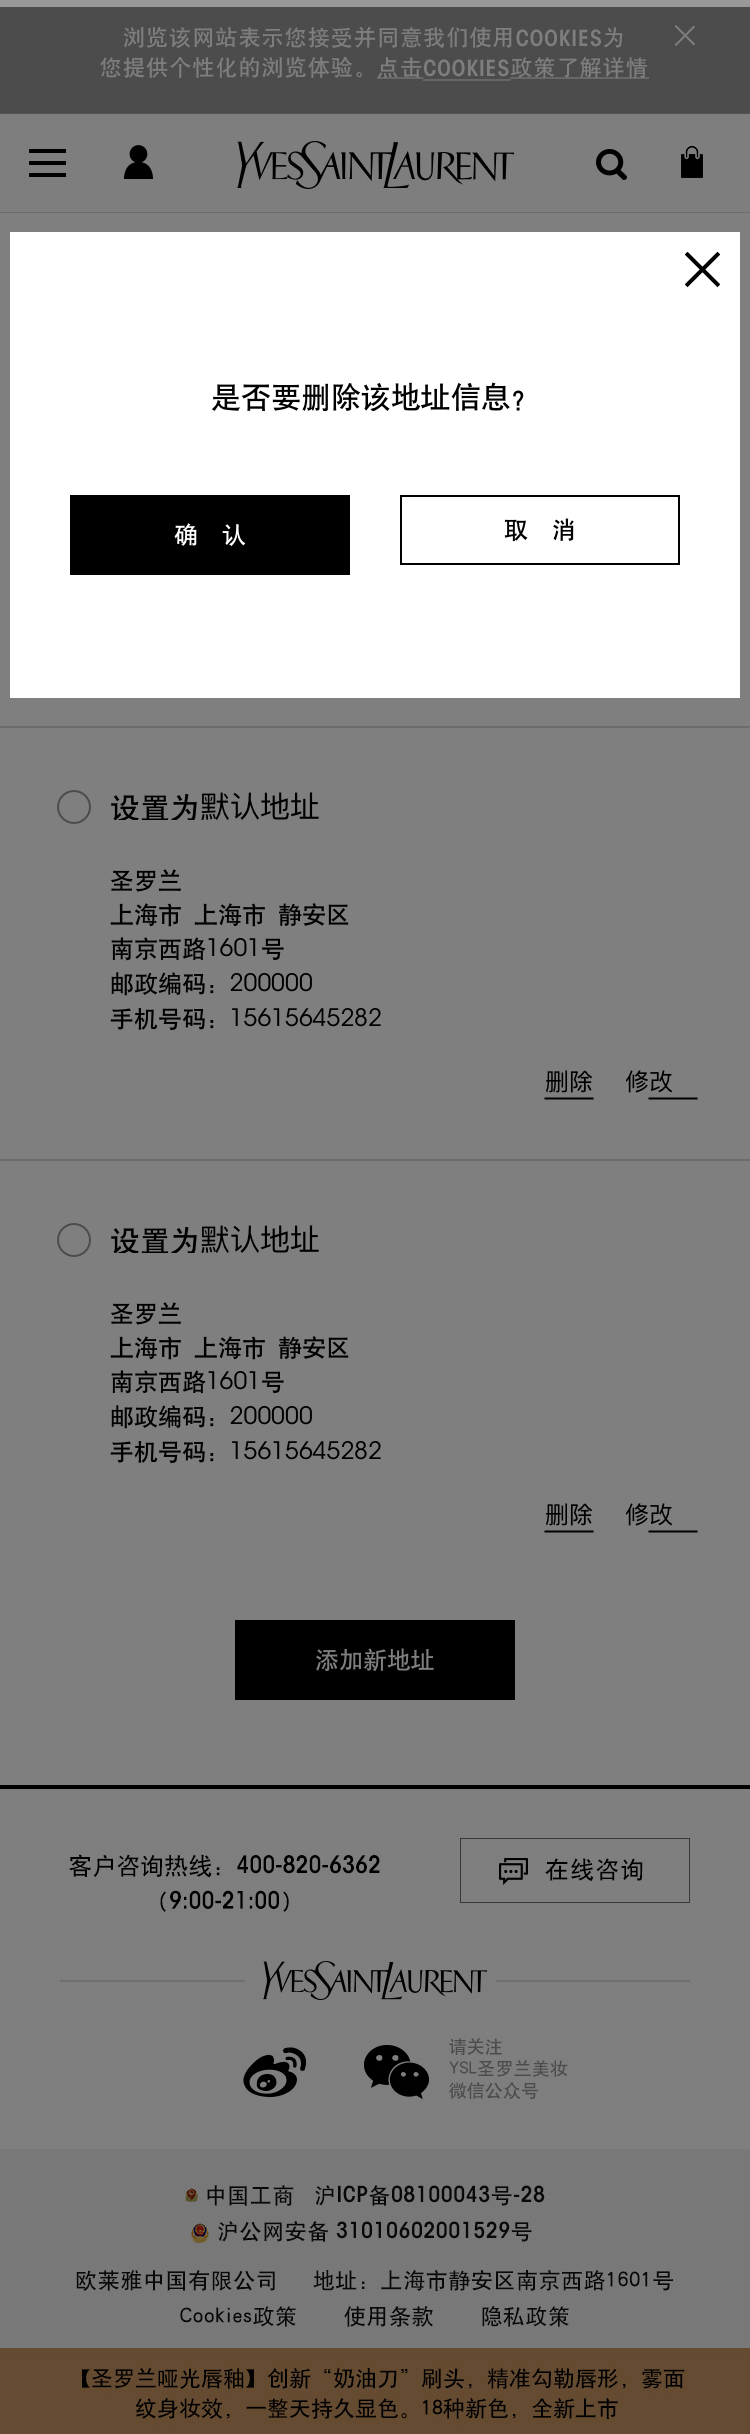 浏览该网站表示您接受并同意我们使用COOKIES为
您提供个性化的浏览体验。点击COOKIES政策了解详情
YVESSAINTLAURENT
是否要删除该地址信息?
确 认 取 消
设置为默认地址
圣罗兰
上海市 上海市 静安区
南京西路1601号
邮政编码：200000
手机号码：15615645282
删除 修改
设置为默认地址
圣罗兰
上海市 上海市 静安区
南京西路1601号
邮政编码：200000
手机号码：15615645282
删除 修改
添加新地址
客户咨询热线：400-820-6362
（9:00-21:00）
在线咨询
YVESSAINTLAURENT
请关注
YSL圣罗兰美妆
微信公众号
中国工商 沪ICP备08100043号-28
沪公网安备 31010602001529号
欧莱雅中国有限公司 地址：上海市静安区南京西路1601号
Cookies政策 使用条款 隐私政策
【圣罗兰哑光唇釉】创新“奶油刀”刷头，精准勾勒唇形，雾面
纹身妆效，一整天持久显色。18种新色，全新上市